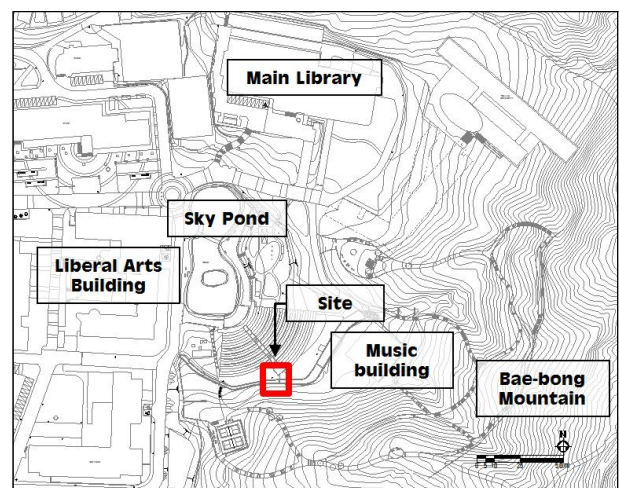 Main Library
Sky Pond
Liberal Arts
Building
Site
Music
building
Bae-bong
Mountain
N